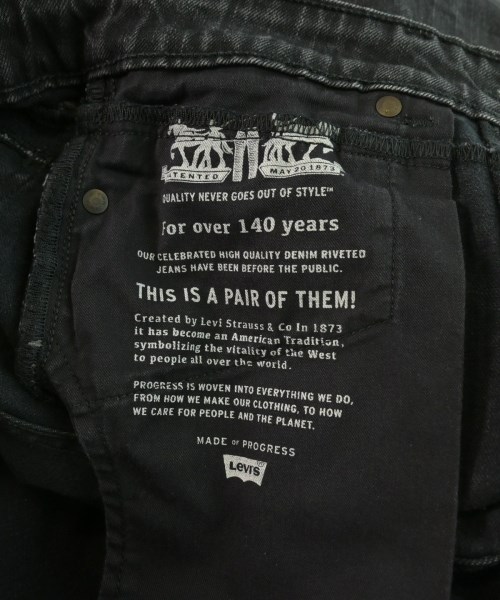 PATENTED MAY 20 1873
QUALITY NEVER GOES OUT OF STYLE™
For over 140 years
OUR CELEBRATED HIGH QUALITY DENIM RIVETED
JEANS HAVE BEEN BEFORE THE PUBLIC.
THIS IS A PAIR OF THEM!
Created by Levi Strauss & Co In 1873
it has become an American Tradition,
symbolizing the vitality of the West
to people all over the world.
PROGRESS IS WOVEN INTO EVERYTHING WE DO,
FROM HOW WE MAKE OUR CLOTHING, TO HOW
WE CARE FOR PEOPLE AND THE PLANET.
MADE OF PROGRESS
Levi's®